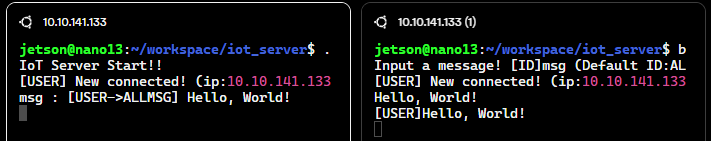 10.10.141.133
jetson@nano13:~/workspace/iot_server$ .
IoT Server Start!!
[USER] New connected! (ip:10.10.141.133
msg : [USER->ALLMSG] Hello, World!
10.10.141.133 (1)
jetson@nano13:~/workspace/iot_server$ b
Input a message! [ID]msg (Default ID:AL
[USER] New connected! (ip:10.10.141.133
Hello, World!
[USER]Hello, World!